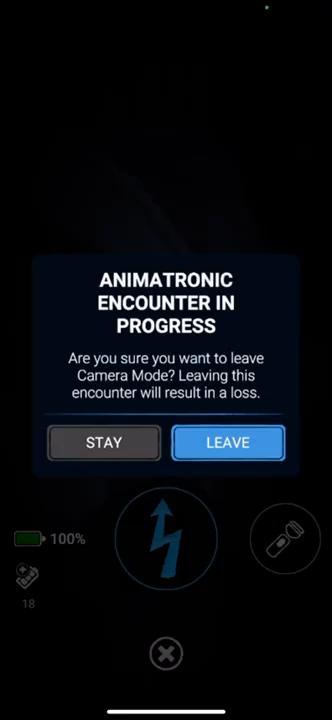 ANIMATRONIC
ENCOUNTER IN
PROGRESS
Are you sure you want to leave
Camera Mode? Leaving this
encounter will result in a loss.
STAY
LEAVE
100%
18